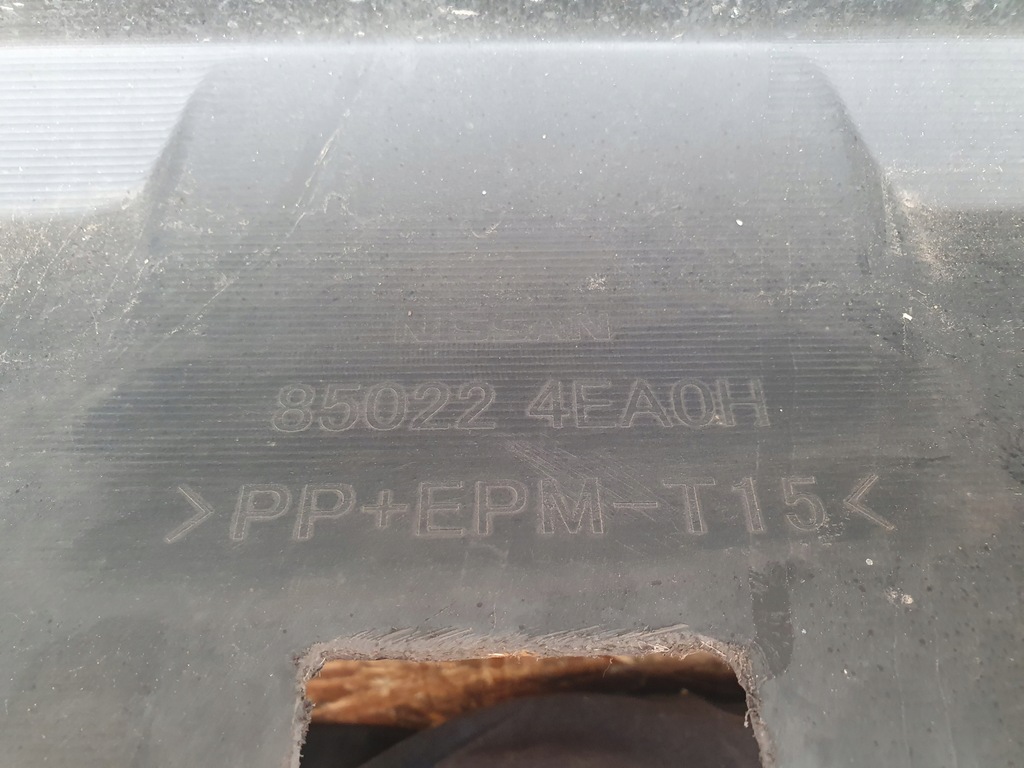 NISSAN
85022 4EA0H
>PP+EPM-T15<